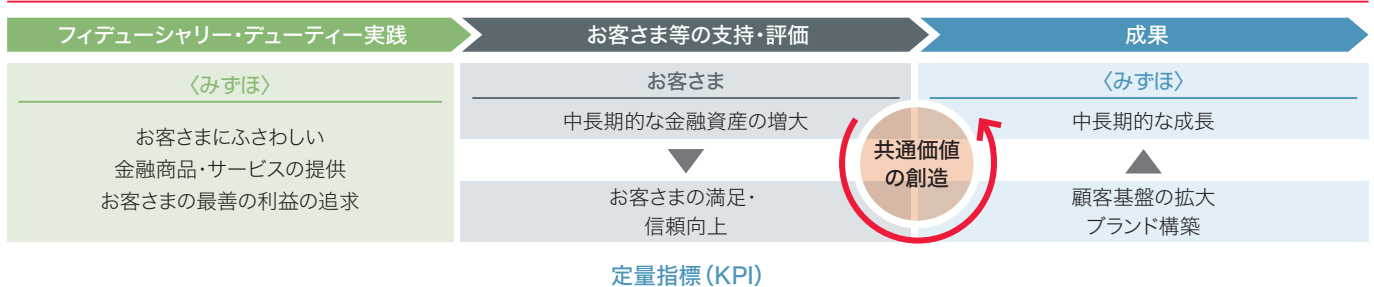 フィデューシャリー・デューティー実践
お客さま等の支持・評価
成果
〈みずほ〉
お客さまにふさわしい
金融商品・サービスの提供
お客さまの最善の利益の追求
お客さま
中長期的な金融資産の増大
お客さまの満足・
信頼向上
共通価値
の創造
〈みずほ〉
中長期的な成長
顧客基盤の拡大
ブランド構築
定量指標(KPI)